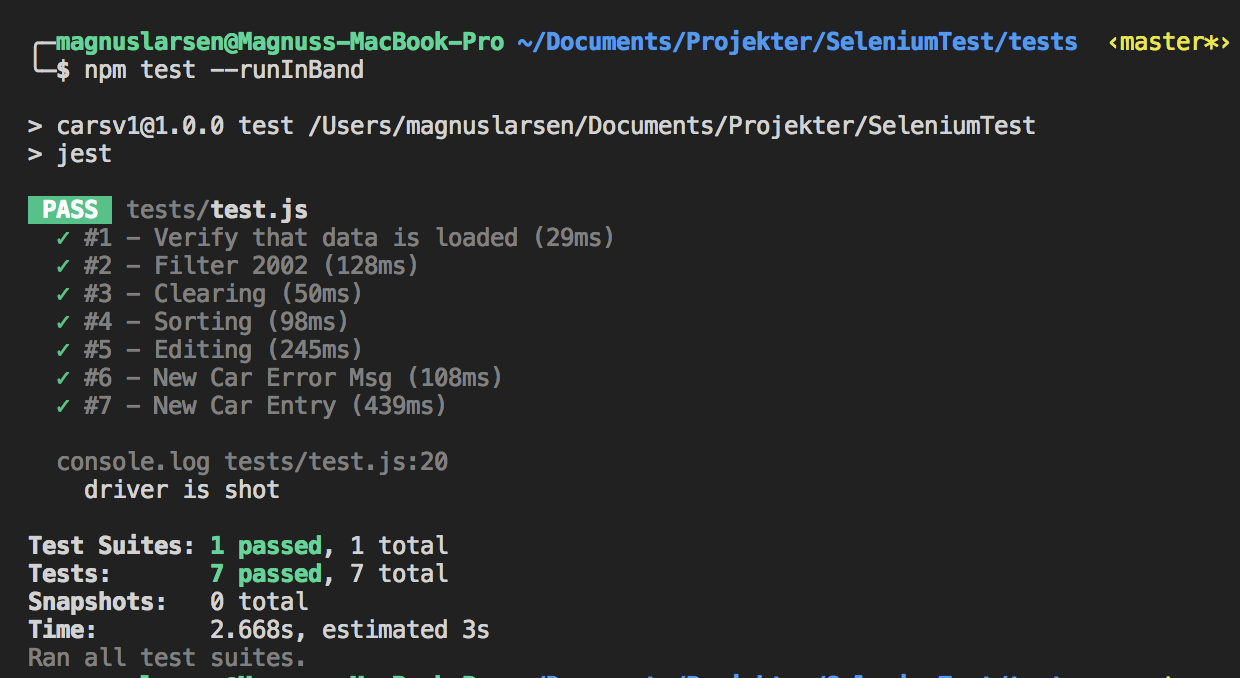 magnuslarsen@Magnuss-MacBook-Pro ~/Documents/Projekter/SeleniumTest/tests ‹master*›
$ npm test --runInBand
> carsv1@1.0.0 test /Users/magnuslarsen/Documents/Projekter/SeleniumTest
> jest
PASS tests/test.js
✓ #1 - Verify that data is loaded (29ms)
✓ #2 - Filter 2002 (128ms)
✓ #3 - Clearing (50ms)
✓ #4 - Sorting (98ms)
✓ #5 - Editing (245ms)
✓ #6 - New Car Error Msg (108ms)
✓ #7 - New Car Entry (439ms)
console.log tests/test.js:20
driver is shot
Test Suites: 1 passed, 1 total
Tests: 7 passed, 7 total
Snapshots: 0 total
Time: 2.668s, estimated 3s
Ran all test suites.